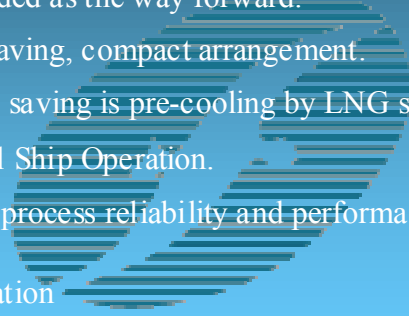 ded as the way forward.
aving, compact arrangement.
saving is pre-cooling by LNG s
l Ship Operation.
process reliability and performa
ation